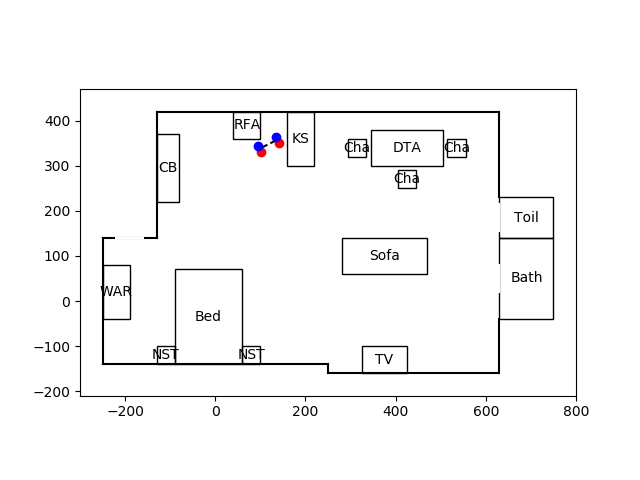 400
300
200
100
0
−100
−200
RFA
KS
Cha
DTA
Cha
CB
Cha
Toil
Sofa
Bath
WAR
Bed
NST
NST
TV
−200
0
200
400
600
800